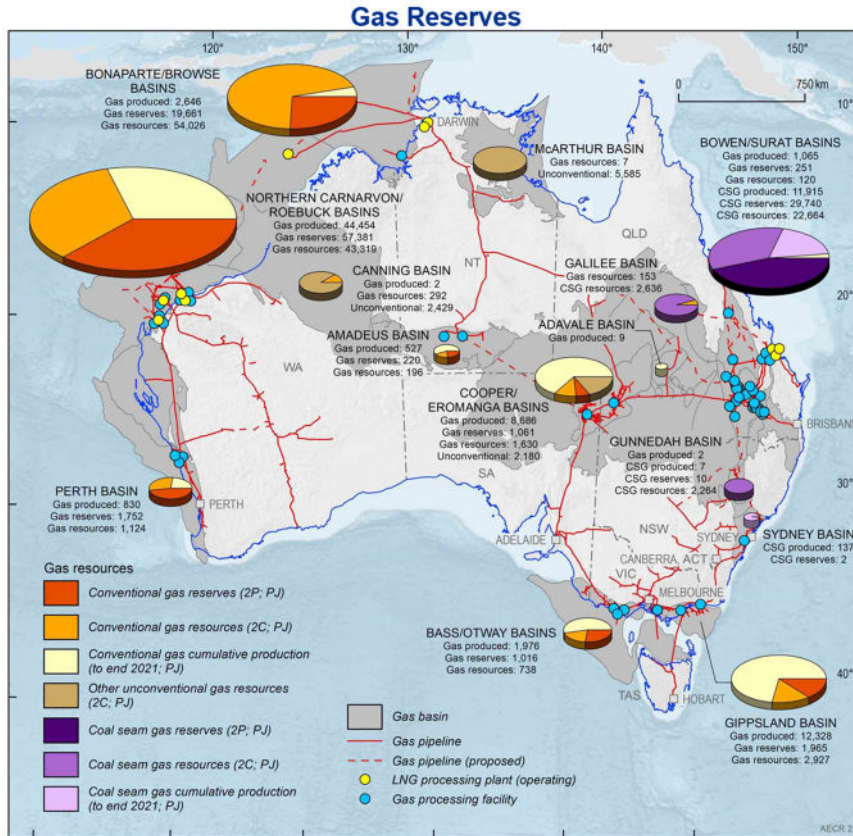 Gas Reserves
120°
130°
140°
150°
BONAPARTE/BROWSE
BASINS
Gas produced: 2,646
Gas reserves: 19,661
Gas resources: 54,026
0
750 km
10°
DARWIN
McARTHUR BASIN
Gas resources: 7
Unconventional: 5,585
BOWEN/SURAT BASINS
Gas produced: 1,065
Gas reserves: 251
Gas resources: 120
CSG produced: 11,915
CSG reserves: 29,740
CSG resources: 22,664
NORTHERN CARNARVON/
ROEBUCK BASINS
Gas produced: 44,454
Gas reserves: 57,381
Gas resources: 43,319
QLD
NT
GALILEE BASIN
Gas resources: 153
CSG resources: 2,636
CANNING BASIN
Gas produced: 2
Gas resources: 292
Unconventional: 2,429
20°
ADAVALE BASIN
Gas produced: 9
AMADEUS BASIN
Gas produced: 527
Gas reserves: 220
Gas resources: 196
WA
COOPER/
EROMANGA BASINS
Gas produced: 8,686
Gas reserves: 1,061
Gas resources: 1,630
Unconventional: 2,180
BRISBANE
GUNNEDAH BASIN
Gas produced: 2
CSG produced: 7
CSG reserves: 10
CSG resources: 2,264
SA
30°
PERTH BASIN
Gas produced: 830
Gas reserves: 1,752
Gas resources: 1,124
PERTH
NSW
ADELAIDE
SYDNEY
SYDNEY BASIN
CSG produced: 137
CSG reserves: 2
CANBERRA, ACT
VIC
MELBOURNE
Gas resources
Conventional gas reserves (2P; PJ)
Conventional gas resources (2C; PJ)
Conventional gas cumulative production
(to end 2021; PJ)
Other unconventional gas resources
(2C; PJ)
Coal seam gas reserves (2P; PJ)
Coal seam gas resources (2C; PJ)
Coal seam gas cumulative production
(to end 2021; PJ)
Gas basin
Gas pipeline
Gas pipeline (proposed)
LNG processing plant (operating)
Gas processing facility
BASS/OTWAY BASINS
Gas produced: 1,976
Gas reserves: 1,016
Gas resources: 738
40°
TAS
HOBART
GIPPSLAND BASIN
Gas produced: 12,328
Gas reserves: 1,965
Gas resources: 2,927